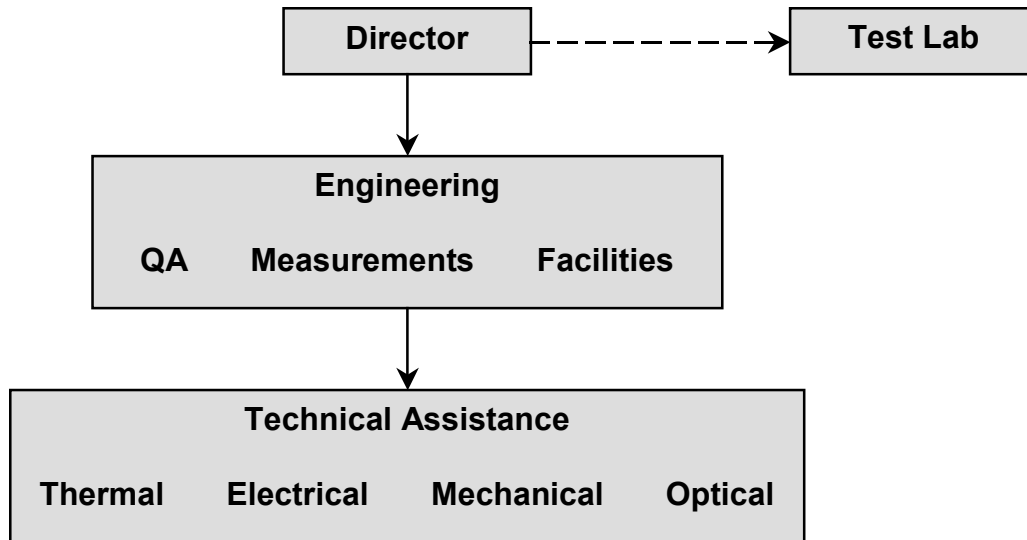 Director
Test Lab
Engineering
QA Measurements Facilities
Technical Assistance
Thermal Electrical Mechanical Optical